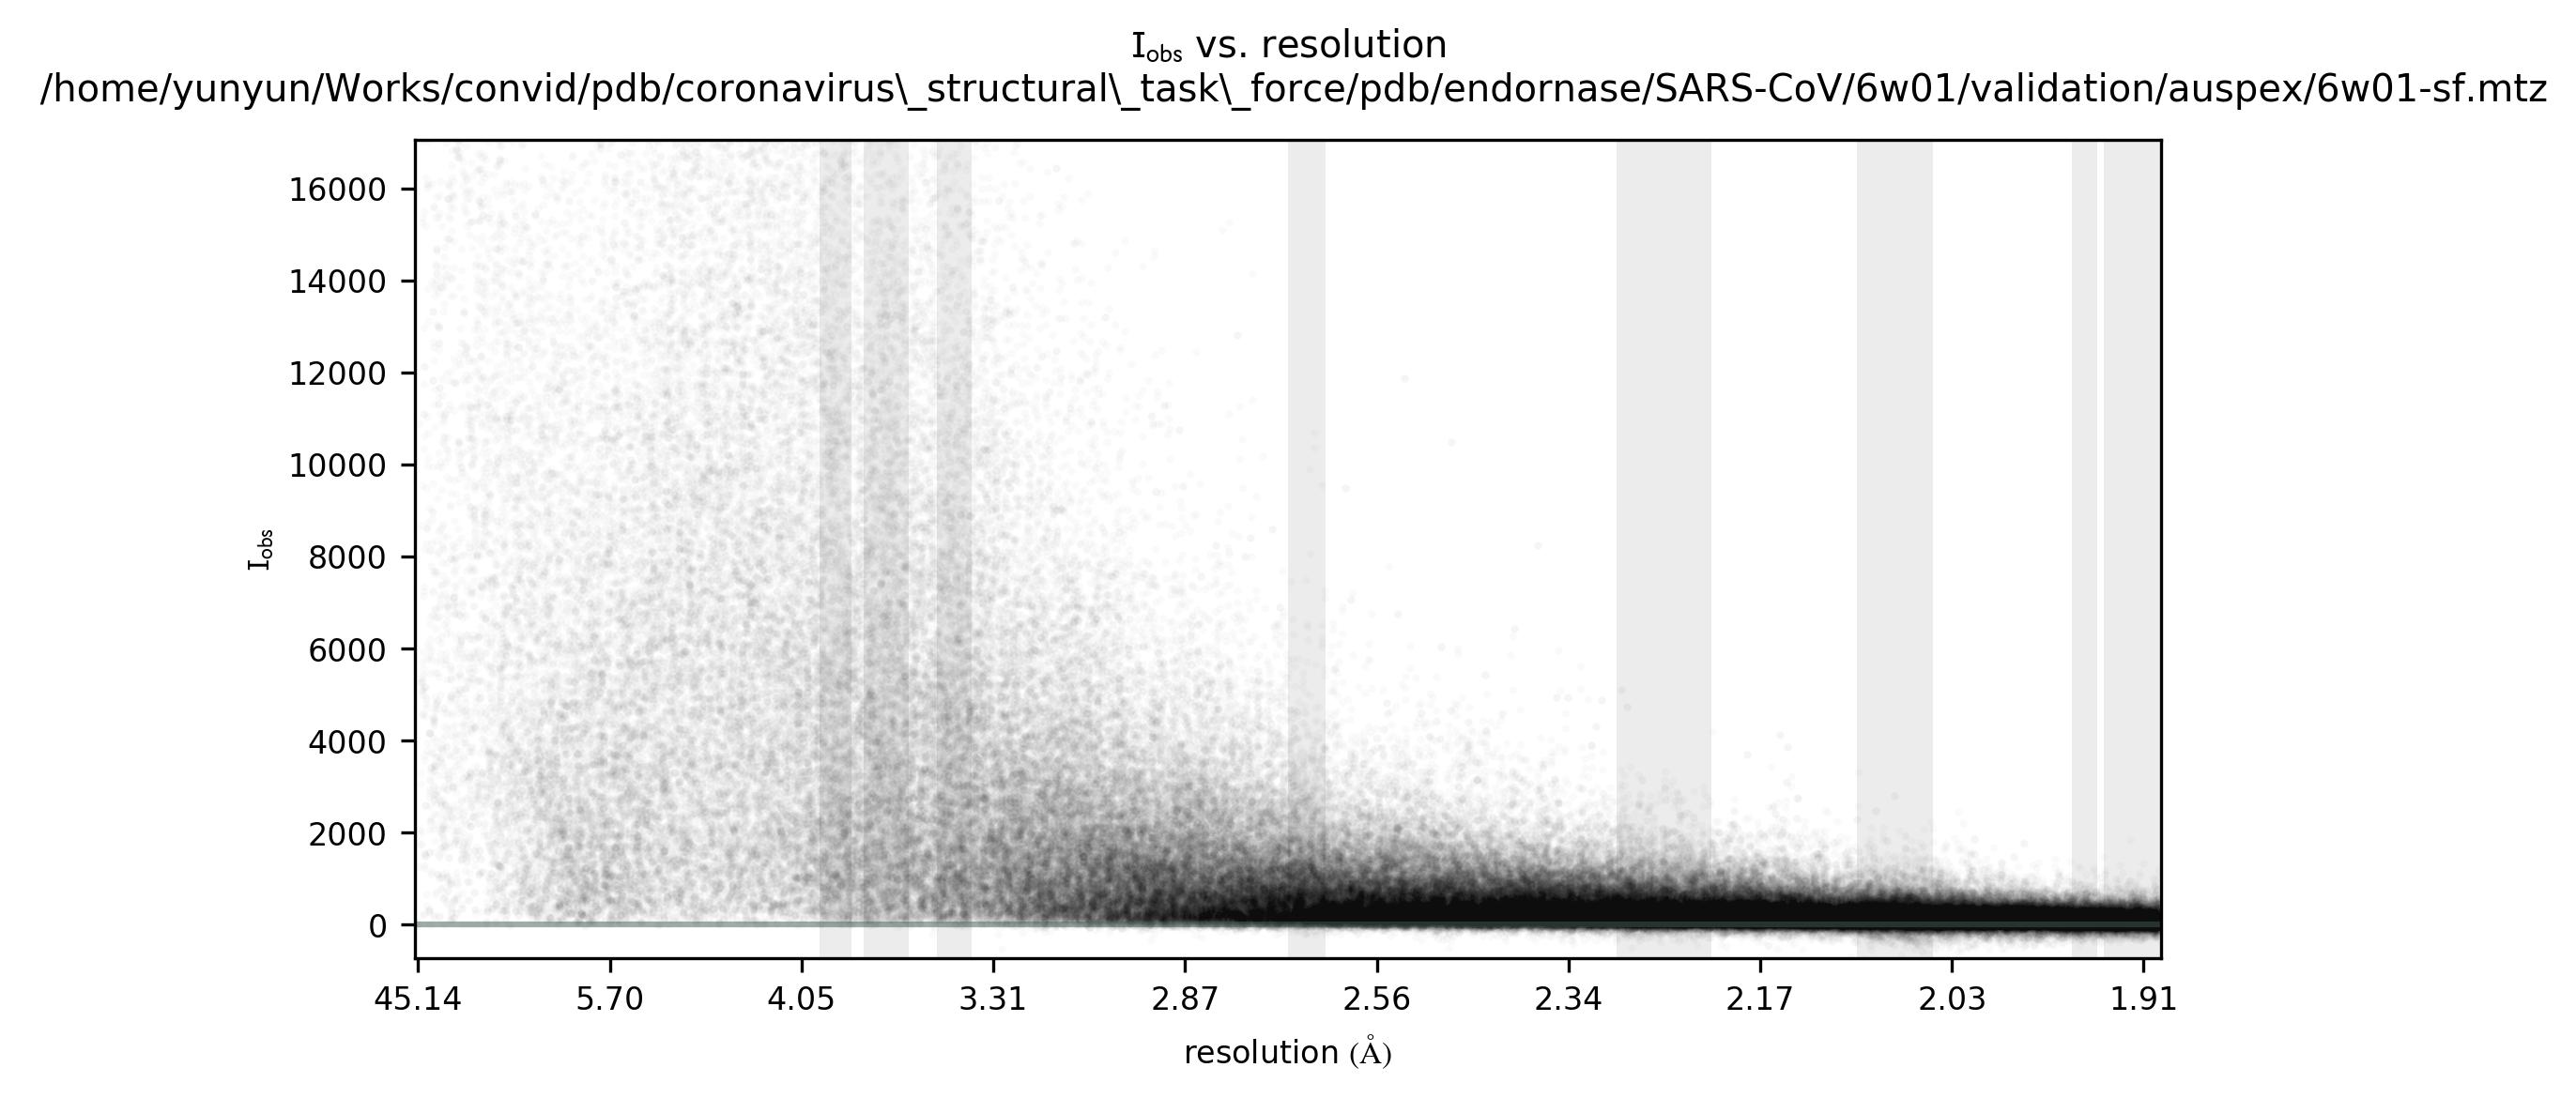 I_obs vs. resolution
/home/yunyun/Works/convid/pdb/coronavirus\_structural\_task\_force/pdb/endornase/SARS-CoV/6w01/validation/auspex/6w01-sf.mtz
16000
14000
12000
10000
8000
6000
4000
2000
0
I_obs
45.14 5.70 4.05 3.31 2.87 2.56 2.34 2.17 2.03 1.91
resolution (Å)